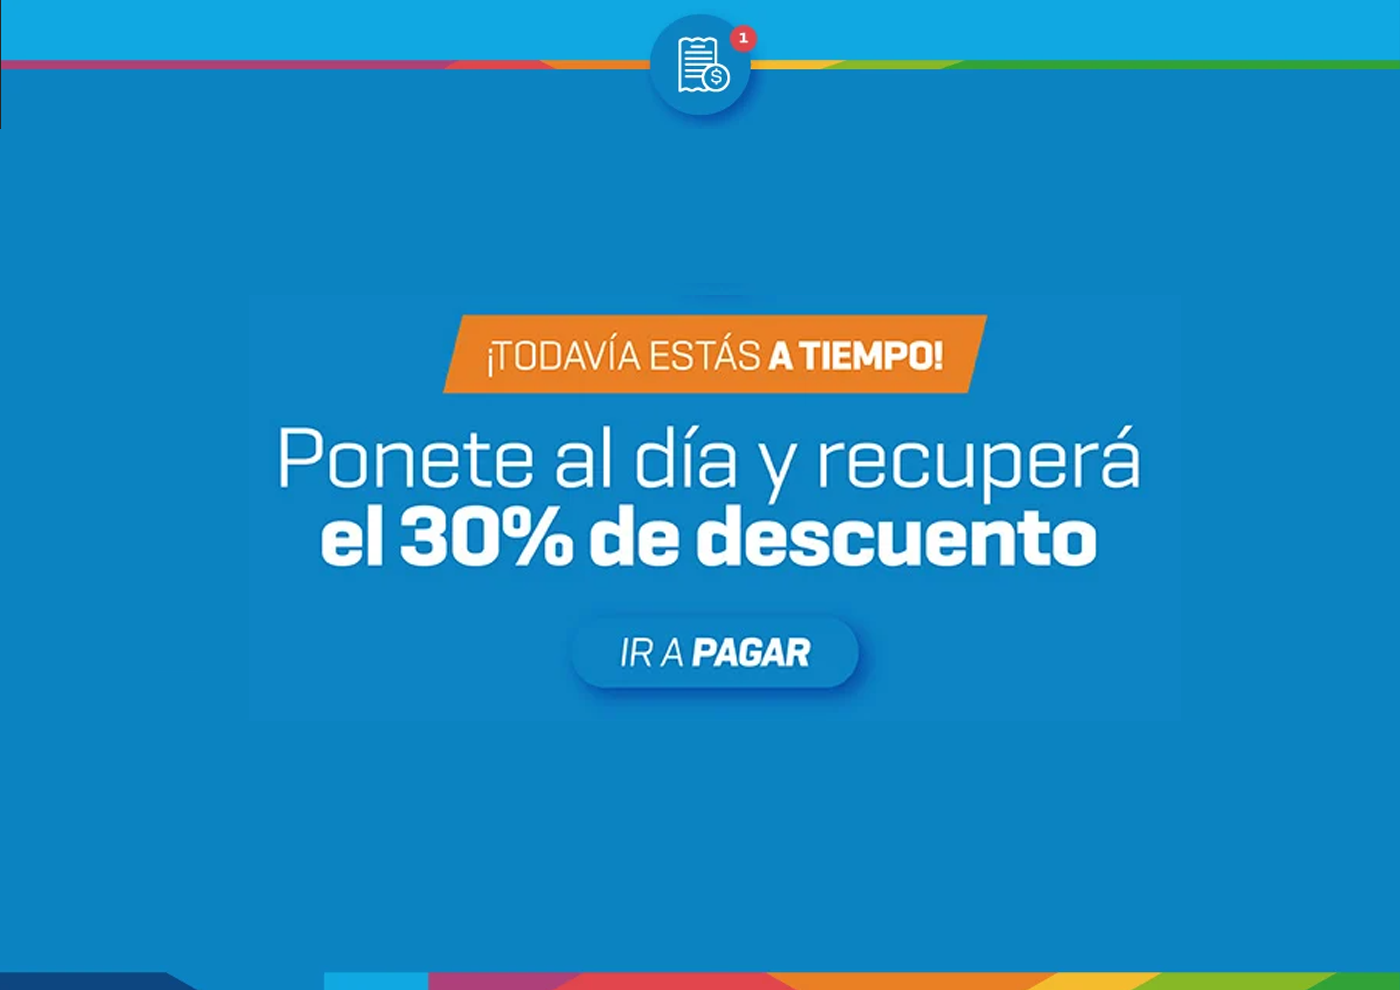 1
$
¡TODAVÍA ESTÁS A TIEMPO!
Ponete al día y recuperá
el 30% de descuento
IR A PAGAR